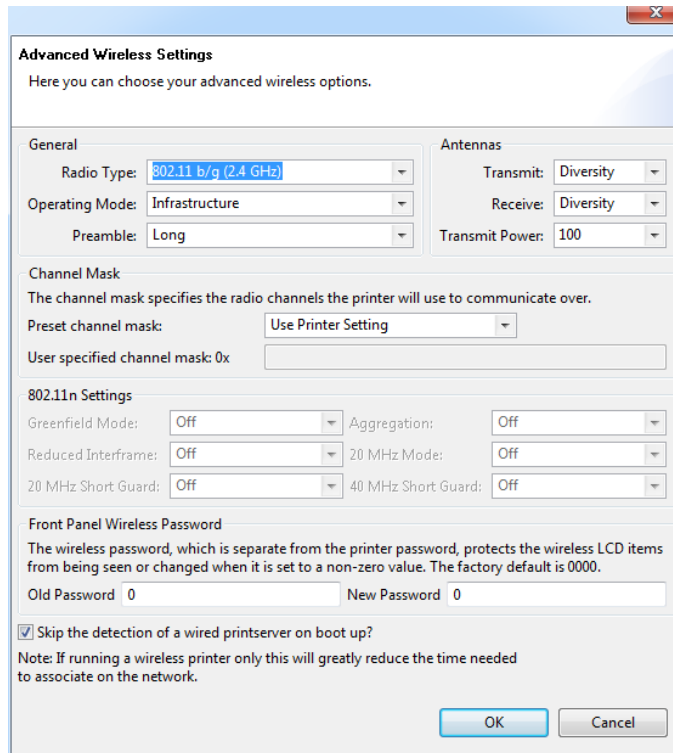 Advanced Wireless Settings
Here you can choose your advanced wireless options.
General
Radio Type: 802.11 b/g (2.4 GHz)
Operating Mode: Infrastructure
Preamble: Long
Antennas
Transmit: Diversity
Receive: Diversity
Transmit Power: 100
Channel Mask
The channel mask specifies the radio channels the printer will use to communicate over.
Preset channel mask: Use Printer Setting
User specified channel mask: 0x
802.11n Settings
Greenfield Mode: Off Aggregation: Off
Reduced Interframe: Off 20 MHz Mode: Off
20 MHz Short Guard: Off 40 MHz Short Guard: Off
Front Panel Wireless Password
The wireless password, which is separate from the printer password, protects the wireless LCD items
from being seen or changed when it is set to a non-zero value. The factory default is 0000.
Old Password 0 New Password 0
Skip the detection of a wired printserver on boot up?
Note: If running a wireless printer only this will greatly reduce the time needed
to associate on the network.
OK Cancel